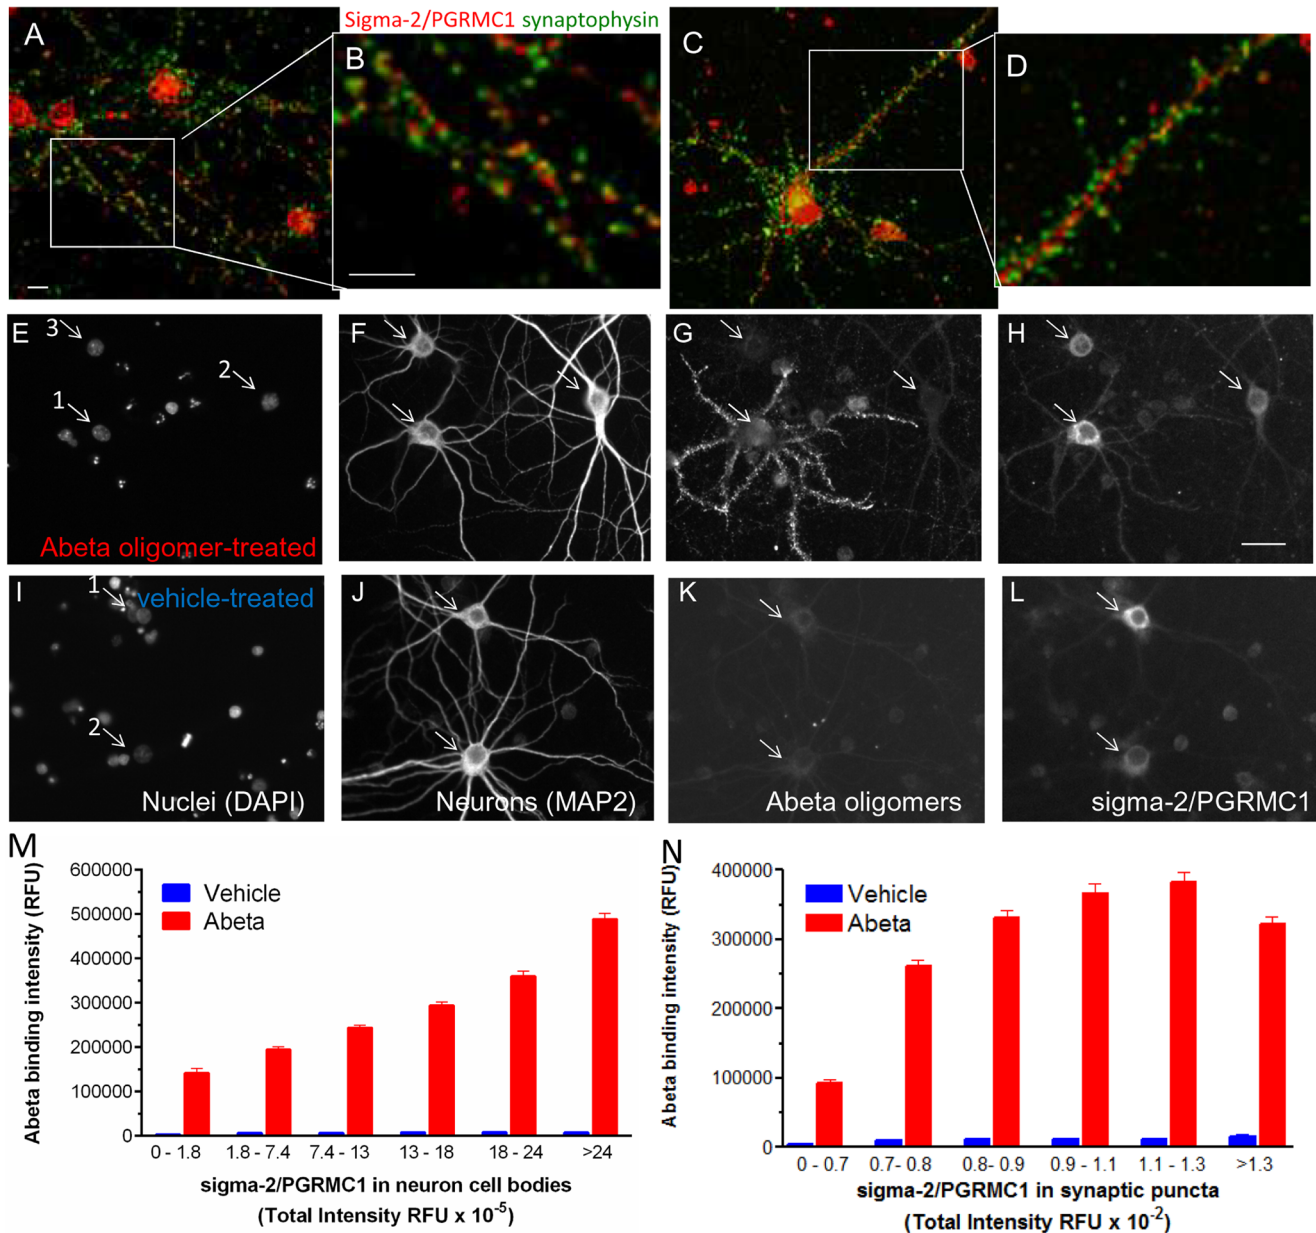 Sigma-2/PGRMC1 synaptophysin
A
B
C
D
E
3
2
1
Abeta oligomer-treated
F
G
H
I
1
vehicle-treated
2
Nuclei (DAPI)
J
Neurons (MAP2)
K
Abeta oligomers
L
sigma-2/PGRMC1
M
Abeta binding intensity (RFU)
600000
500000
400000
300000
200000
100000
0
Vehicle
Abeta
0 - 1.8 1.8 - 7.4 7.4 - 13 13 - 18 18 - 24 >24
sigma-2/PGRMC1 in neuron cell bodies
(Total Intensity RFU x 10⁻⁵)
N
Abeta binding intensity (RFU)
400000
300000
200000
100000
0
Vehicle
Abeta
0 - 0.7 0.7- 0.8 0.8- 0.9 0.9 - 1.1 1.1 - 1.3 >1.3
sigma-2/PGRMC1 in synaptic puncta
(Total Intensity RFU x 10⁻²)